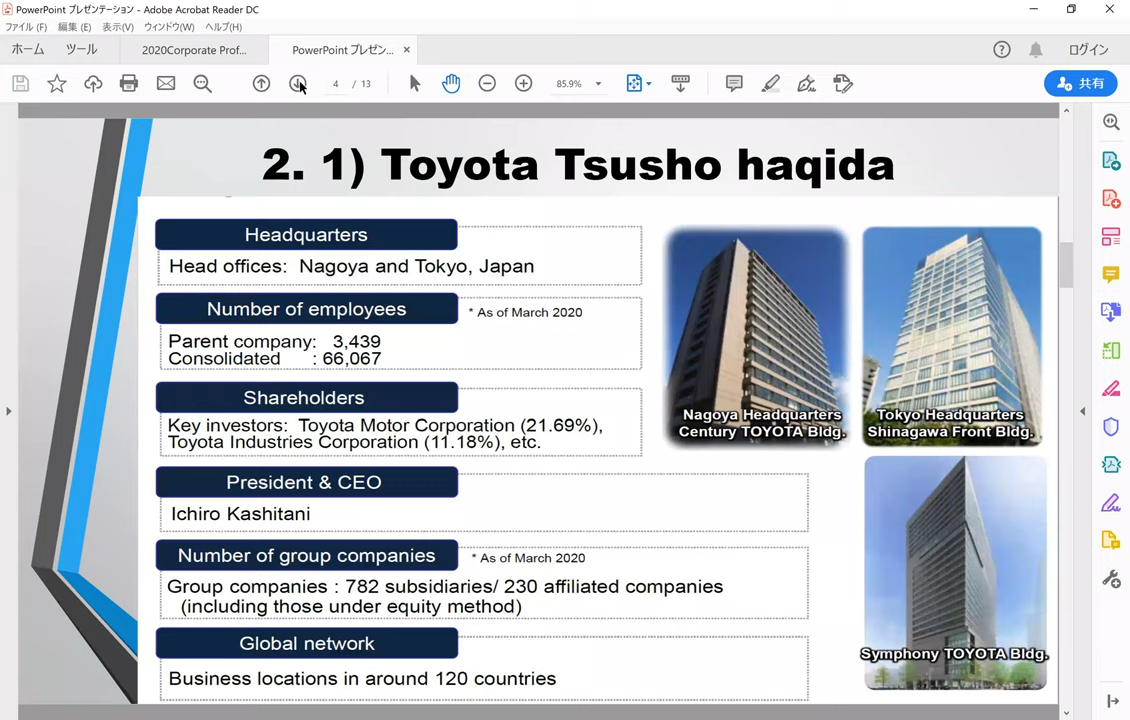 PowerPoint プレゼンテーション - Adobe Acrobat Reader DC
ファイル (F) 編集 (E) 表示(V) ウィンドウ(W) ヘルプ(H)
ホーム ツール 2020Corporate Prof... PowerPoint プレゼン... × ログイン
4 / 13 85.9% 共有
2. 1) Toyota Tsusho haqida
Headquarters
Head offices: Nagoya and Tokyo, Japan
Number of employees * As of March 2020
Parent company: 3,439
Consolidated : 66,067
Shareholders
Key investors: Toyota Motor Corporation (21.69%),
Toyota Industries Corporation (11.18%), etc.
President & CEO
Ichiro Kashitani
Number of group companies * As of March 2020
Group companies : 782 subsidiaries/ 230 affiliated companies
(including those under equity method)
Global network
Business locations in around 120 countries
Nagoya Headquarters
Century TOYOTA Bldg.
Tokyo Headquarters
Shinagawa Front Bldg.
Symphony TOYOTA Bldg.